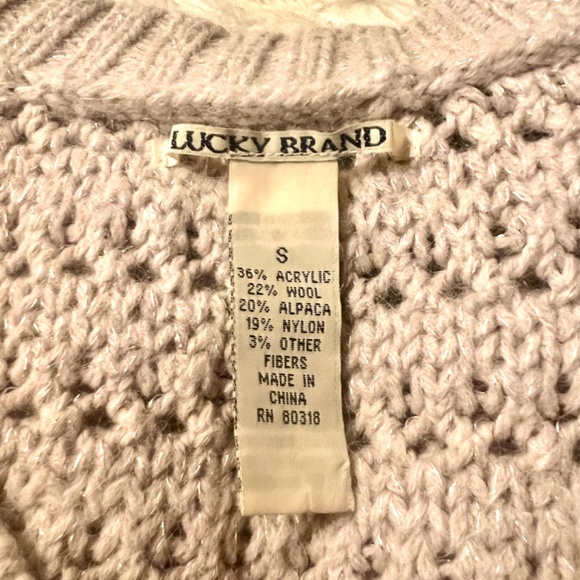 LUCKY BRAND
S
36% ACRYLIC
22% WOOL
20% ALPACA
19% NYLON
3% OTHER
FIBERS
MADE IN
CHINA
RN 80318